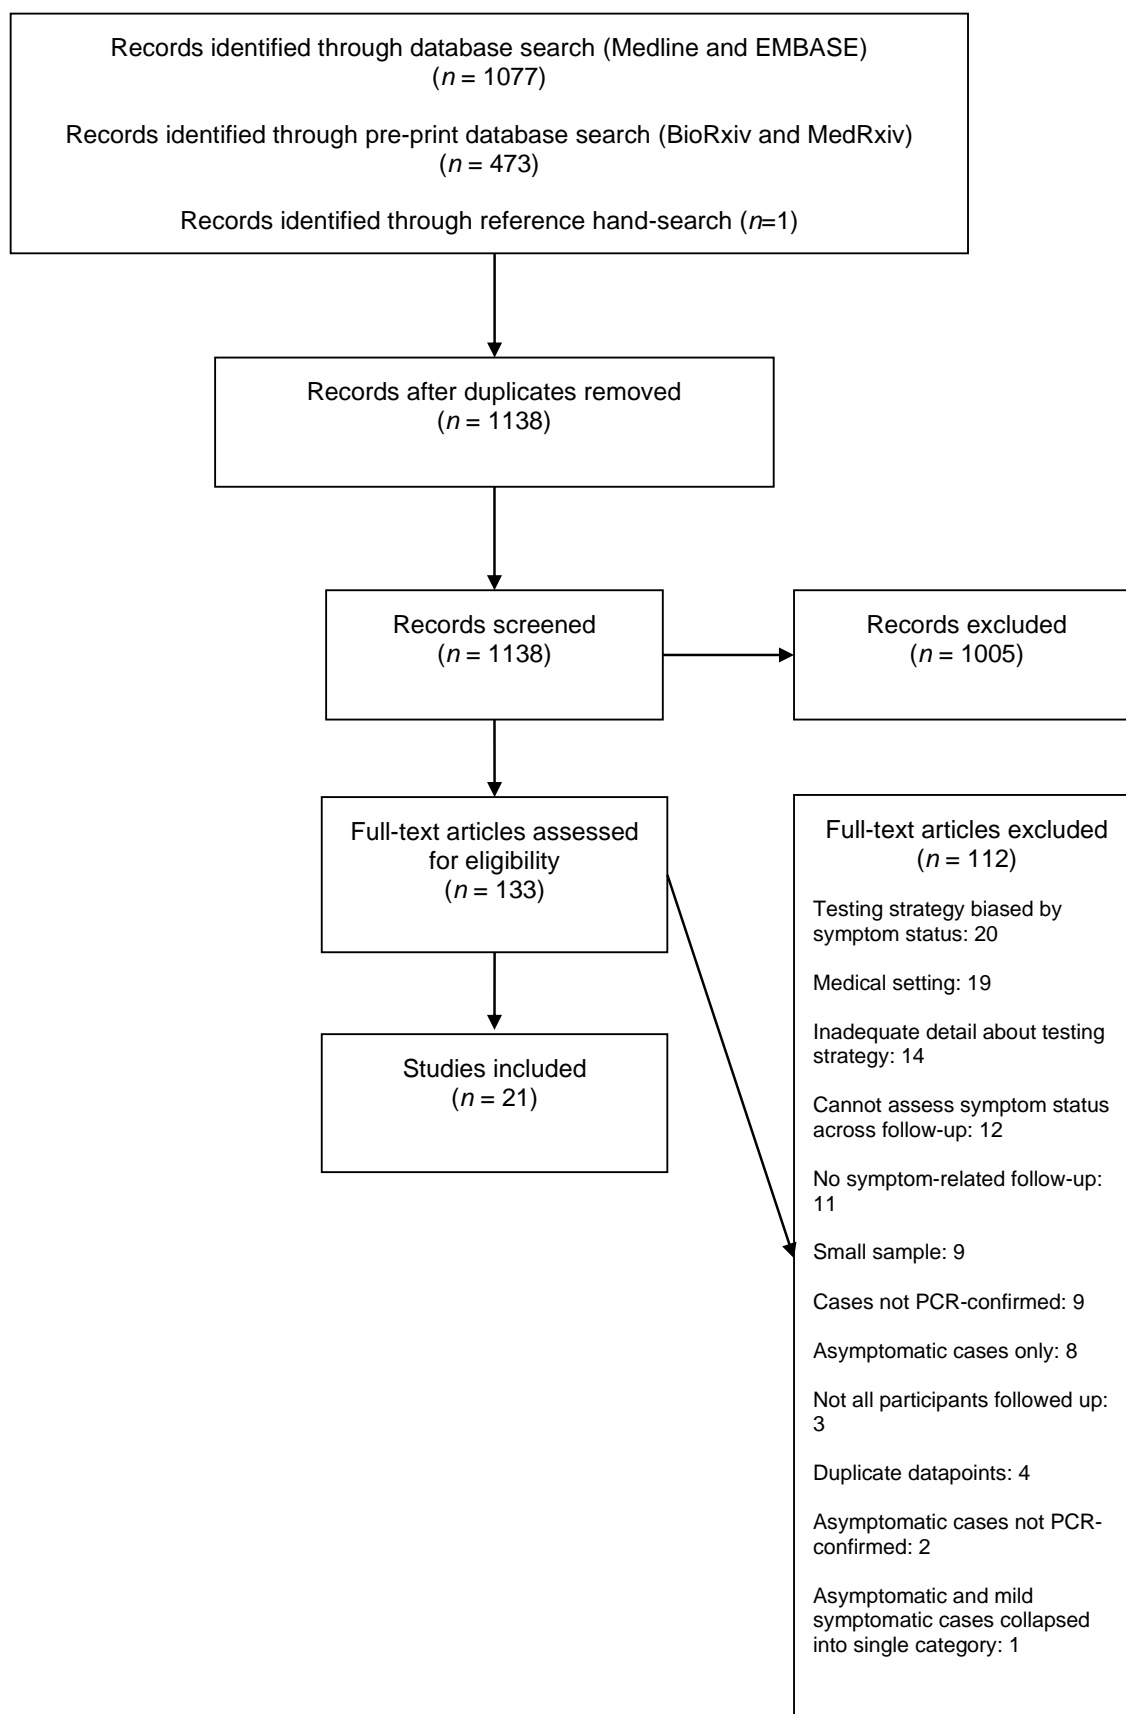 Records identified through database search (Medline and EMBASE)
(n = 1077)
Records identified through pre-print database search (BioRxiv and MedRxiv)
(n = 473)
Records identified through reference hand-search (n=1)
Records after duplicates removed
(n = 1138)
Records screened
(n = 1138)
Records excluded
(n = 1005)
Full-text articles assessed
for eligibility
(n = 133)
Full-text articles excluded
(n = 112)
Testing strategy biased by
symptom status: 20
Medical setting: 19
Inadequate detail about testing
strategy: 14
Cannot assess symptom status
across follow-up: 12
No symptom-related follow-up:
11
Small sample: 9
Cases not PCR-confirmed: 9
Asymptomatic cases only: 8
Not all participants followed up:
3
Duplicate datapoints: 4
Asymptomatic cases not PCR-
confirmed: 2
Asymptomatic and mild
symptomatic cases collapsed
into single category: 1
Studies included
(n = 21)